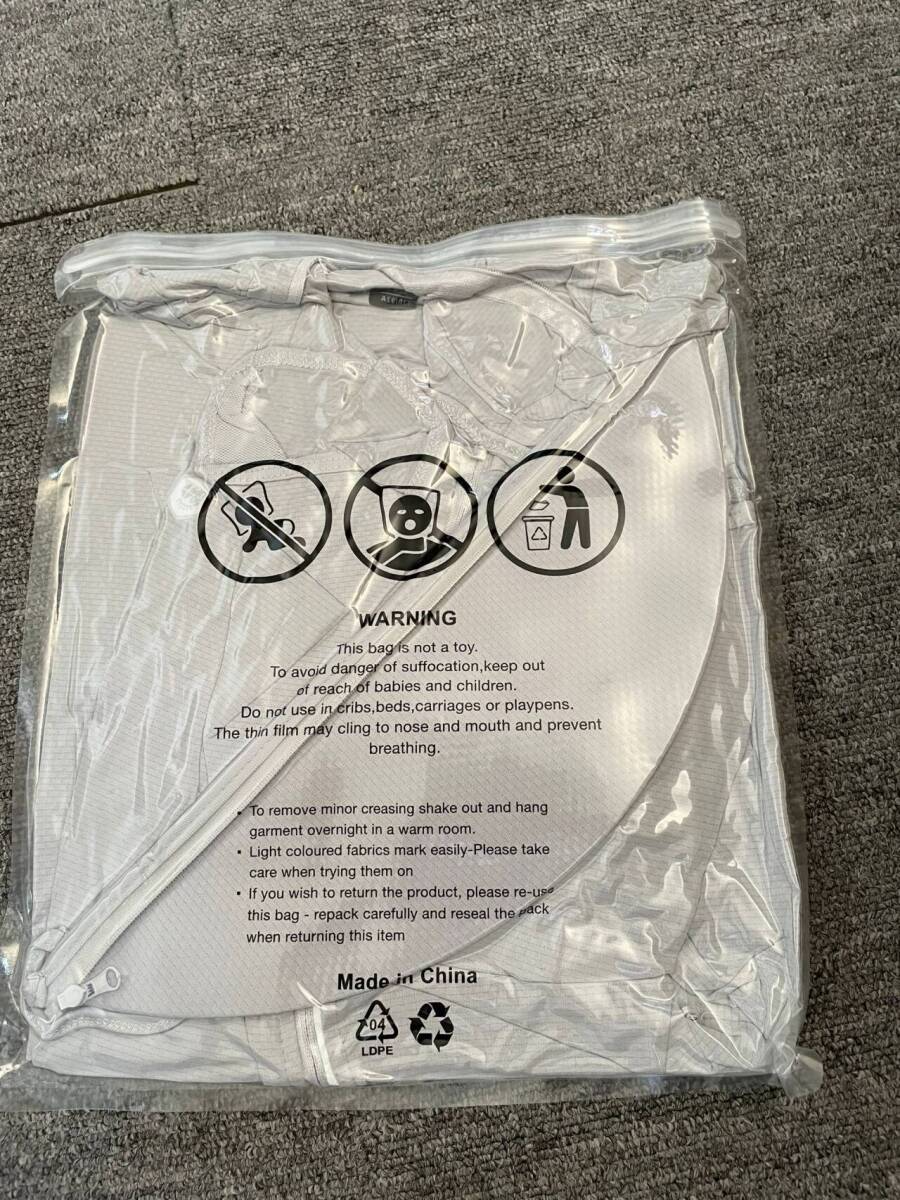 WARNING
This bag is not a toy.
To avoid danger of suffocation,keep out
of reach of babies and children.
Do not use in cribs,beds,carriages or playpens.
The thin film may cling to nose and mouth and prevent
breathing.
• To remove minor creasing shake out and hang
garment overnight in a warm room.
• Light coloured fabrics mark easily-Please take
care when trying them on
• If you wish to return the product, please re-use
this bag - repack carefully and reseal the pack
when returning this item
Made in China
04
LDPE